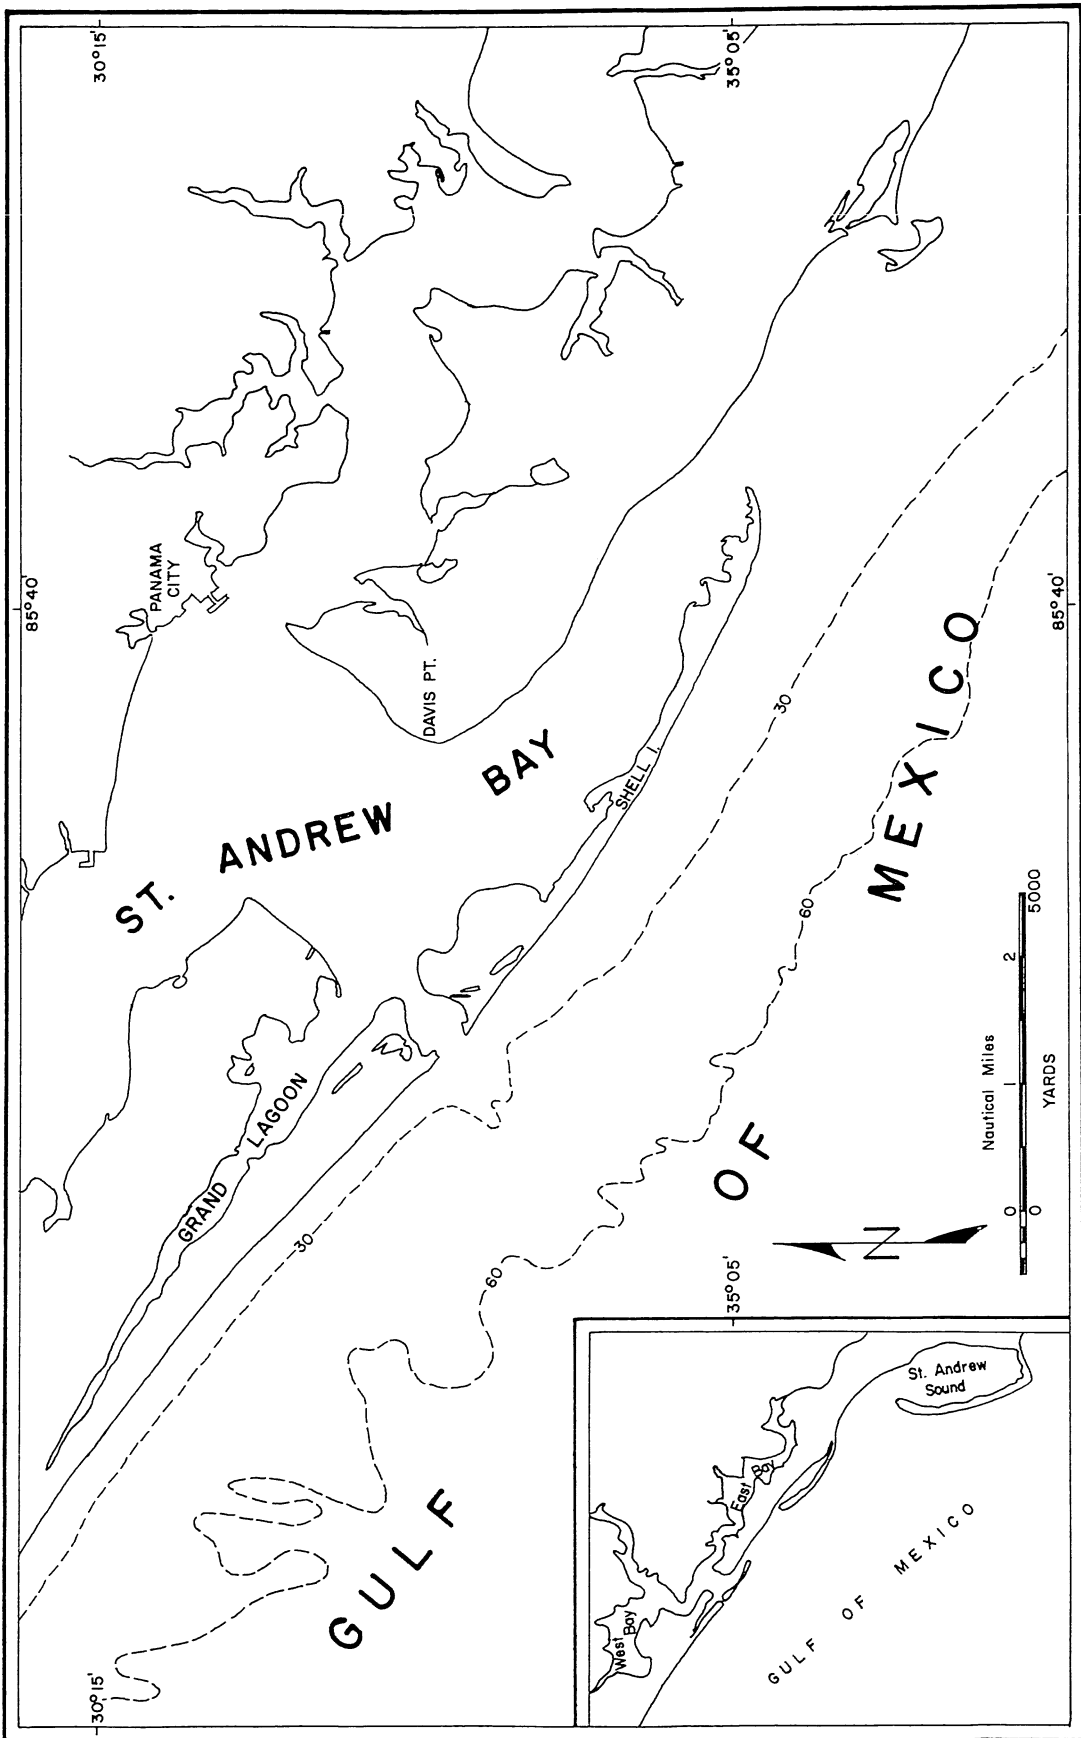 30°15'
35°05'
85°40'
PANAMA
CITY
DAVIS PT.
ST. ANDREW BAY
SHELL I.
GRAND LAGOON
30
30
60
60
GULF OF MEXICO
85°40'
N
Nautical Miles
0 1 2
0 5000
YARDS
30°15'
35°05'
West
Bay
East Bay
St. Andrew
Sound
GULF OF MEXICO